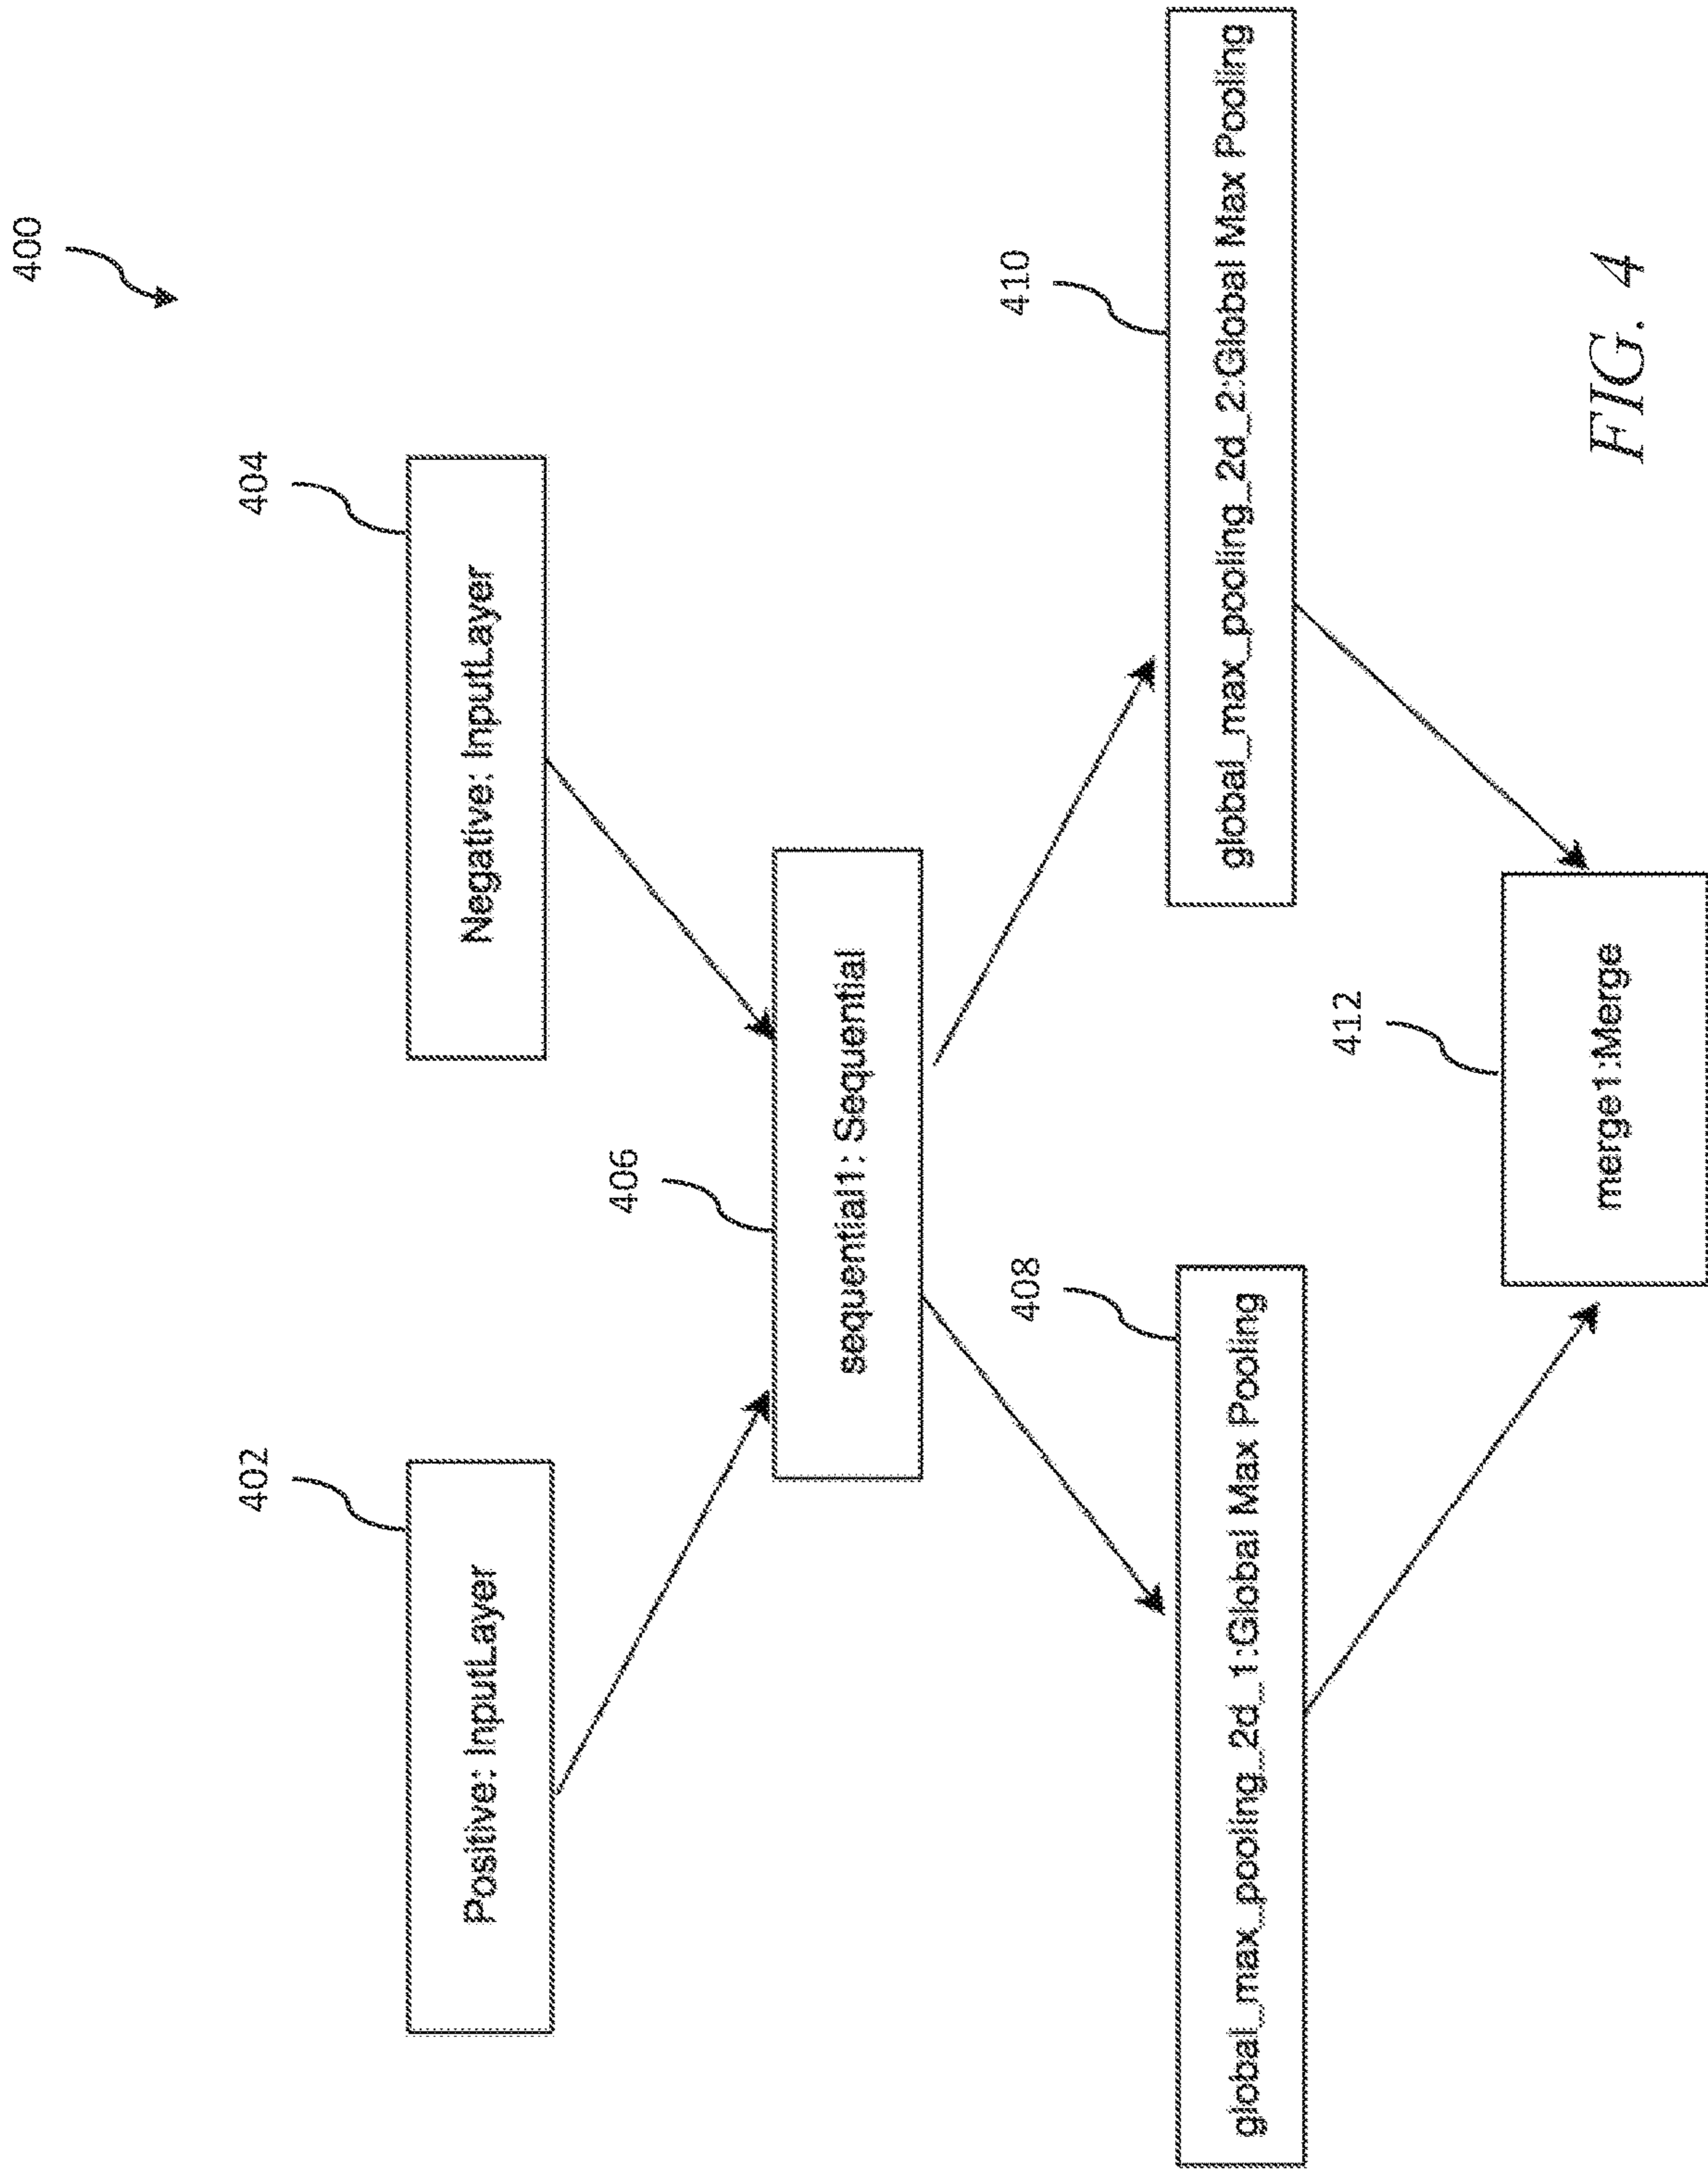 400
402
Positive: InputLayer
404
Negative: InputLayer
406
sequential1: Sequential
408
global_max_pooling_2d_1:Global Max Pooling
410
global_max_pooling_2d_2:Global Max Pooling
412
merge1:Merge
FIG. 4